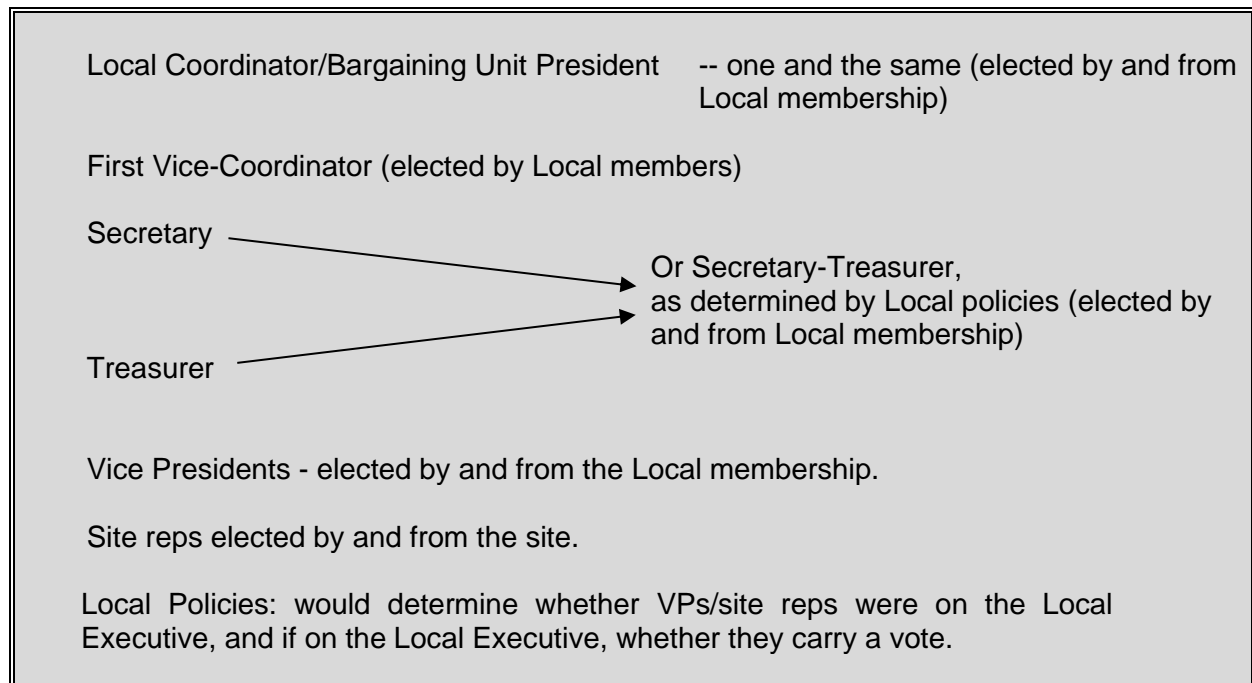 Local Coordinator/Bargaining Unit President -- one and the same (elected by and from
Local membership)
First Vice-Coordinator (elected by Local members)
Secretary
Or Secretary-Treasurer,
as determined by Local policies (elected by
and from Local membership)
Treasurer
Vice Presidents - elected by and from the Local membership.
Site reps elected by and from the site.
Local Policies: would determine whether VPs/site reps were on the Local
Executive, and if on the Local Executive, whether they carry a vote.